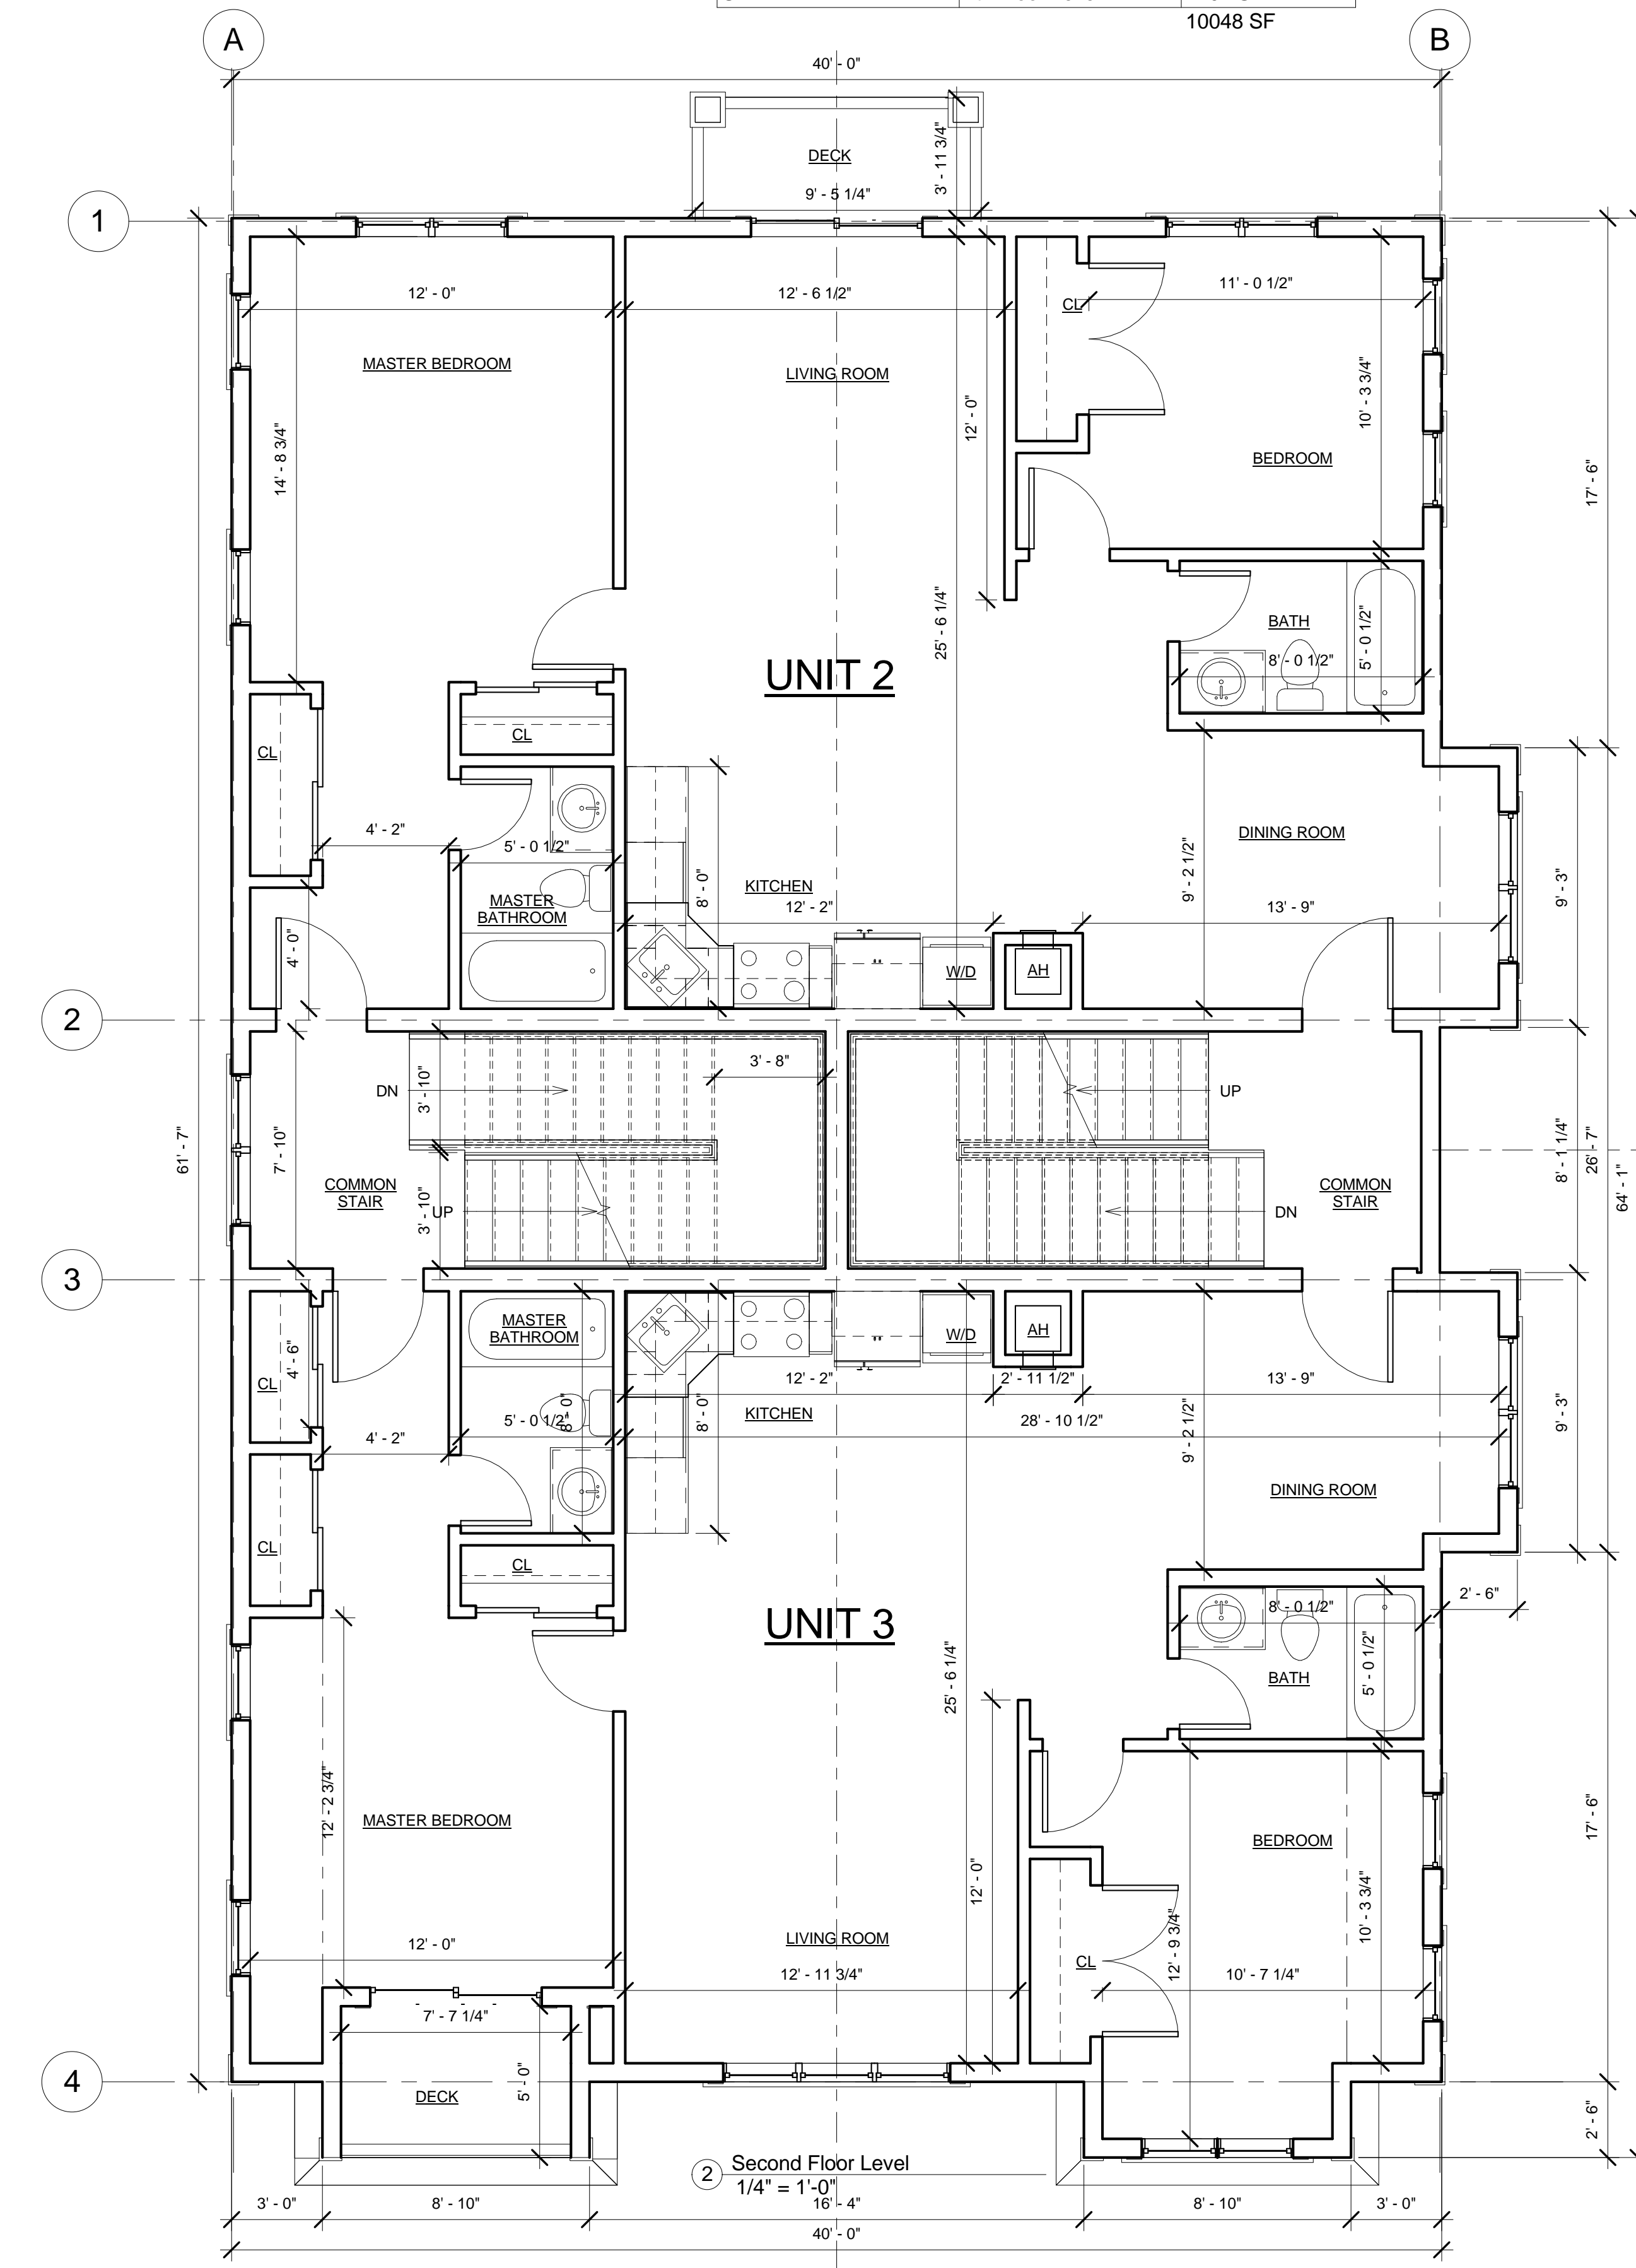 10048 SF
A
B
40' - 0"
DECK
3' - 11 3/4"
9' - 5 1/4"
1
12' - 0"
12' - 6 1/2"
11' - 0 1/2"
CL
MASTER BEDROOM
LIVING ROOM
10' - 3 3/4"
12' - 0"
14' - 8 3/4"
BEDROOM
17' - 6"
BATH
25' - 6 1/4"
5' - 0 1/2"
8' - 0 1/2"
UNIT 2
CL
CL
4' - 2"
DINING ROOM
5' - 0 1/2"
9' - 2 1/2"
9' - 3"
8' - 0"
KITCHEN
MASTER
BATHROOM
12' - 2"
13' - 9"
4' - 0"
W/D
AH
2
3' - 8"
DN
3' - 10"
UP
61' - 7"
7' - 10"
8' - 1 1/4"
26' - 7"
64' - 1"
COMMON
STAIR
3' - 10"
UP
COMMON
STAIR
DN
3
MASTER
BATHROOM
W/D
AH
4' - 6"
CL
12' - 2"
2' - 11 1/2"
13' - 9"
5' - 0 1/2"
8' - 0"
8' - 0"
KITCHEN
28' - 10 1/2"
9' - 2 1/2"
9' - 3"
4' - 2"
DINING ROOM
CL
CL
2' - 6"
8' - 0 1/2"
UNIT 3
5' - 0 1/2"
25' - 6 1/4"
BATH
12' - 2 3/4"
MASTER BEDROOM
BEDROOM
17' - 6"
12' - 0"
10' - 3 3/4"
LIVING ROOM
12' - 0"
12' - 9 3/4"
CL
12' - 11 3/4"
10' - 7 1/4"
7' - 7 1/4"
5' - 0"
4
DECK
2' - 6"
2
Second Floor Level
1/4" = 1'-0"
3' - 0"
8' - 10"
16' - 4"
8' - 10"
3' - 0"
40' - 0"